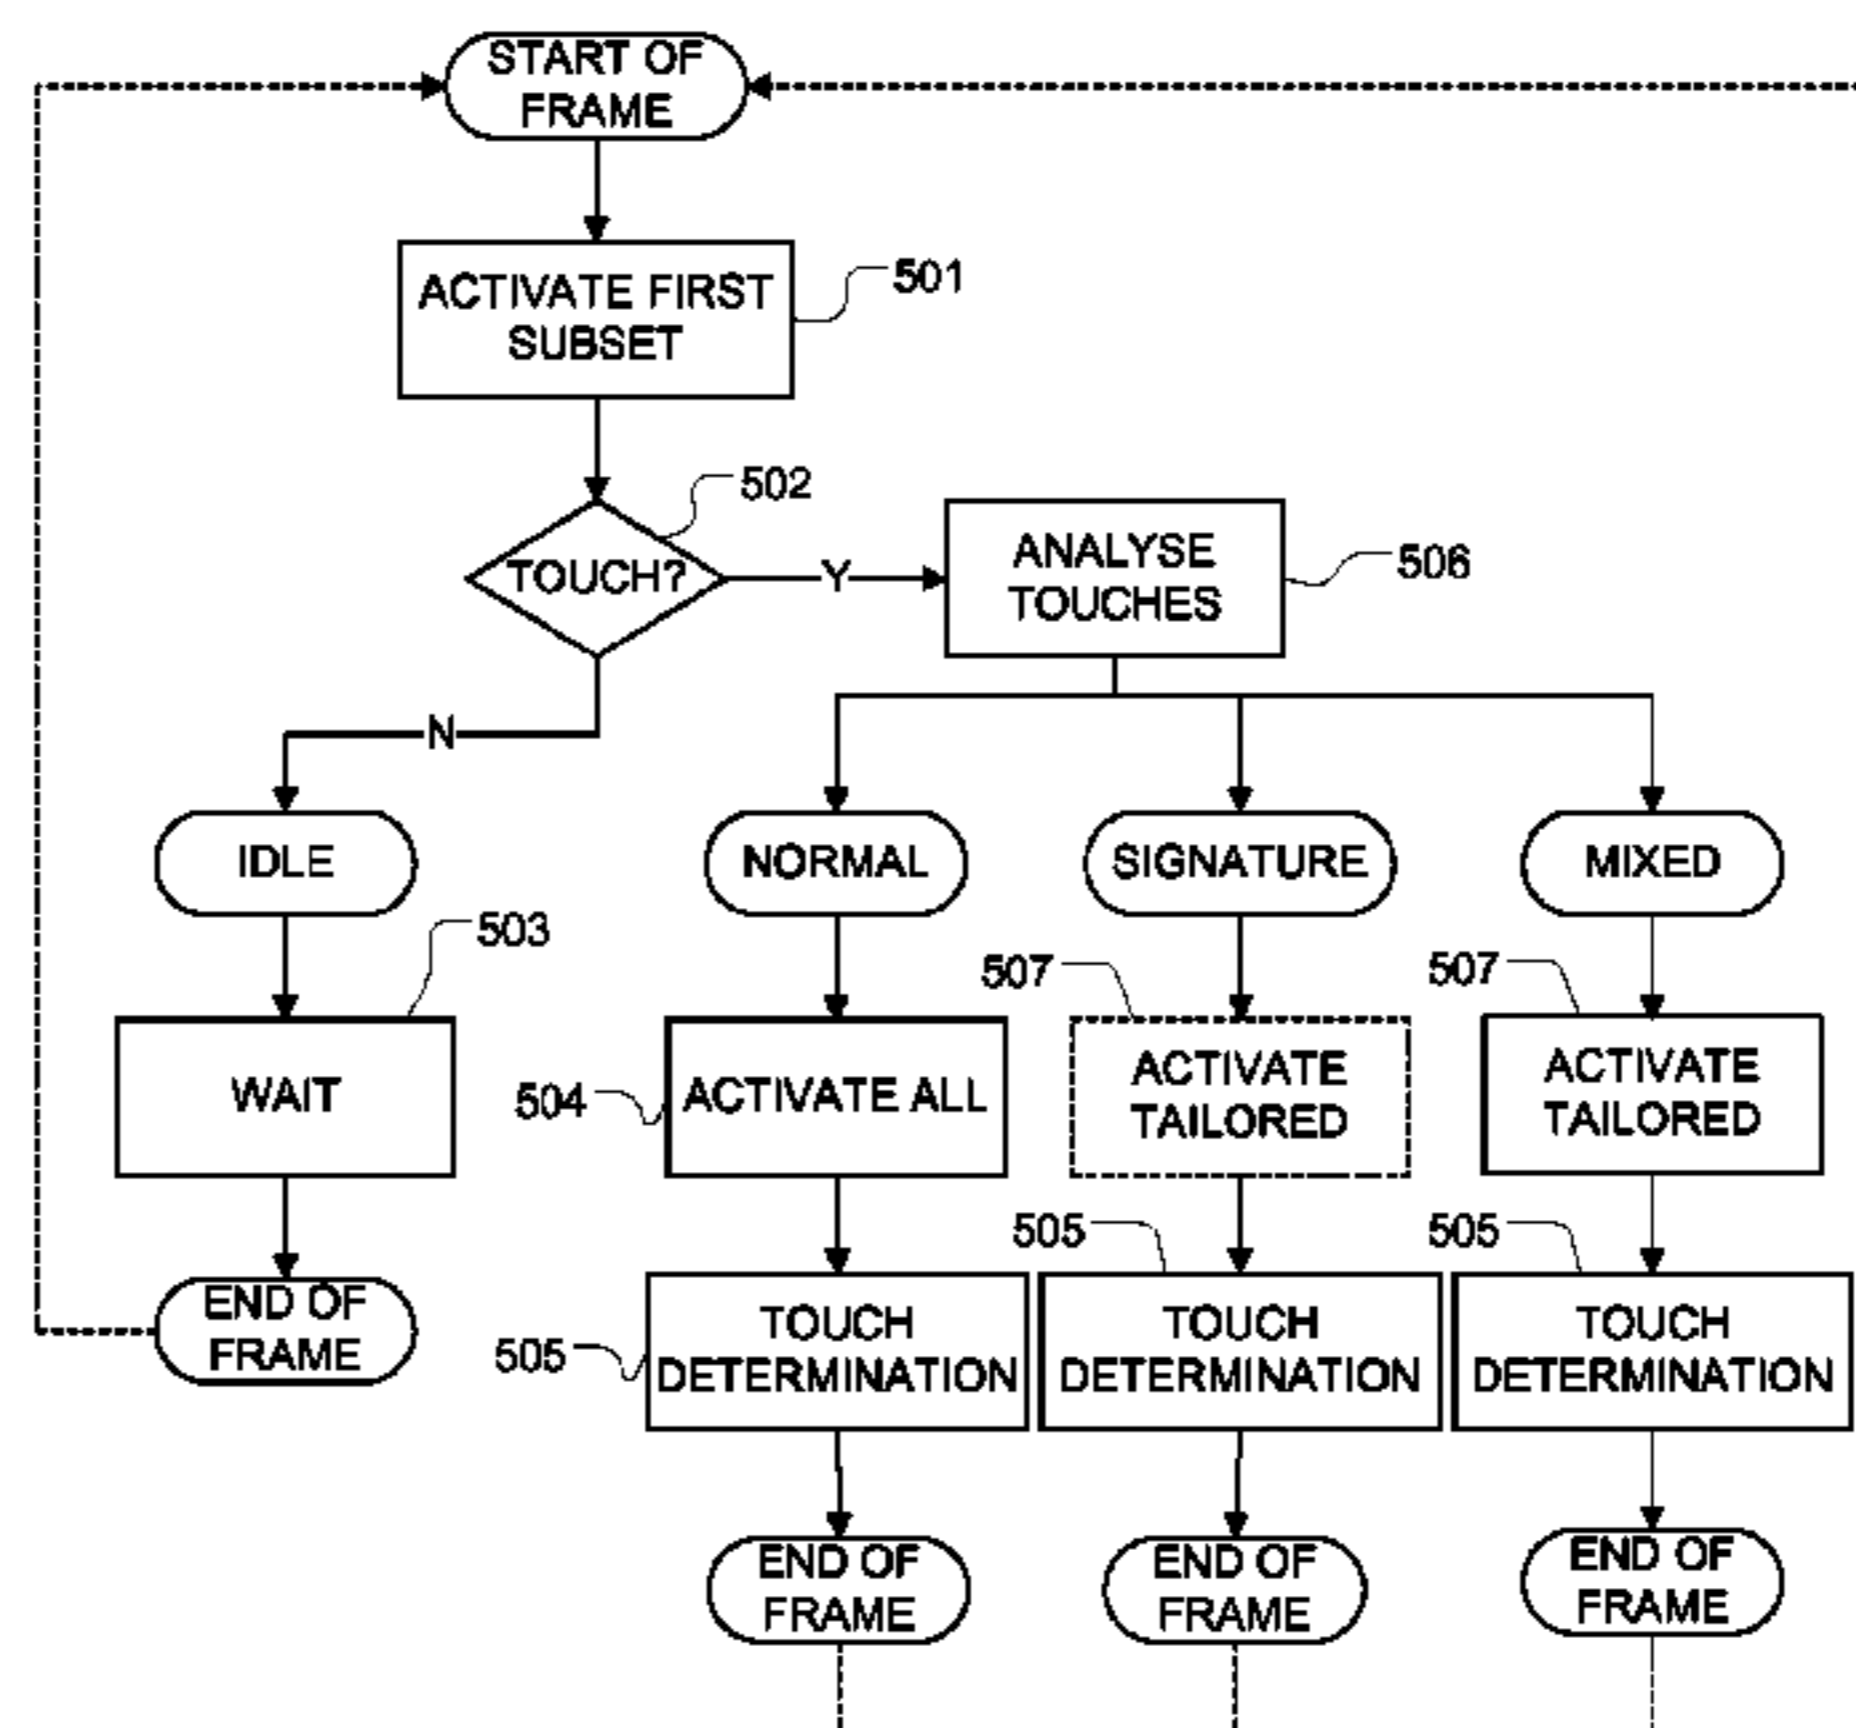 START OF
FRAME
ACTIVATE FIRST
SUBSET
501
502
TOUCH?
Y
ANALYSE
TOUCHES
506
N
IDLE
NORMAL
SIGNATURE
MIXED
503
507
507
WAIT
504
ACTIVATE ALL
ACTIVATE
TAILORED
ACTIVATE
TAILORED
505
505
END OF
FRAME
505
TOUCH
DETERMINATION
TOUCH
DETERMINATION
TOUCH
DETERMINATION
END OF
FRAME
END OF
FRAME
END OF
FRAME